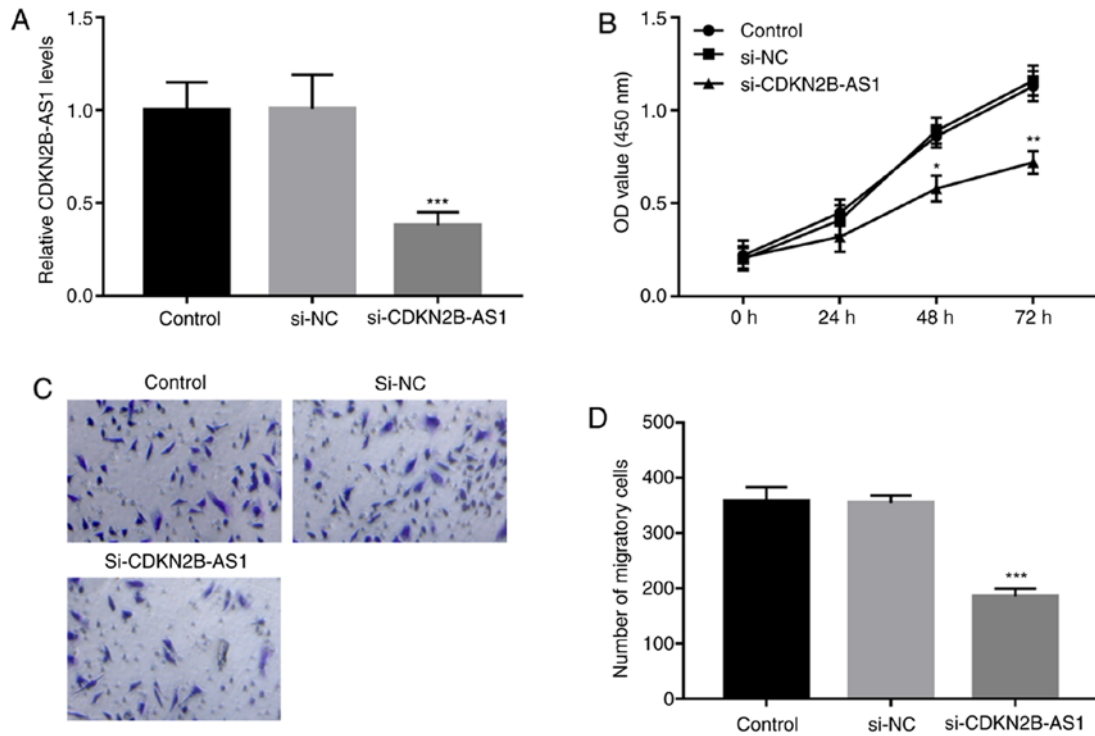 A
Relative CDKN2B-AS1 levels
1.5
1.0
0.5
0.0
***
Control
si-NC
si-CDKN2B-AS1
B
OD value (450 nm)
1.5
1.0
0.5
0.0
Control
si-NC
si-CDKN2B-AS1
*
**
0 h
24 h
48 h
72 h
C
Control
Si-NC
Si-CDKN2B-AS1
D
Number of migratory cells
500
400
300
200
100
0
***
Control
si-NC
si-CDKN2B-AS1